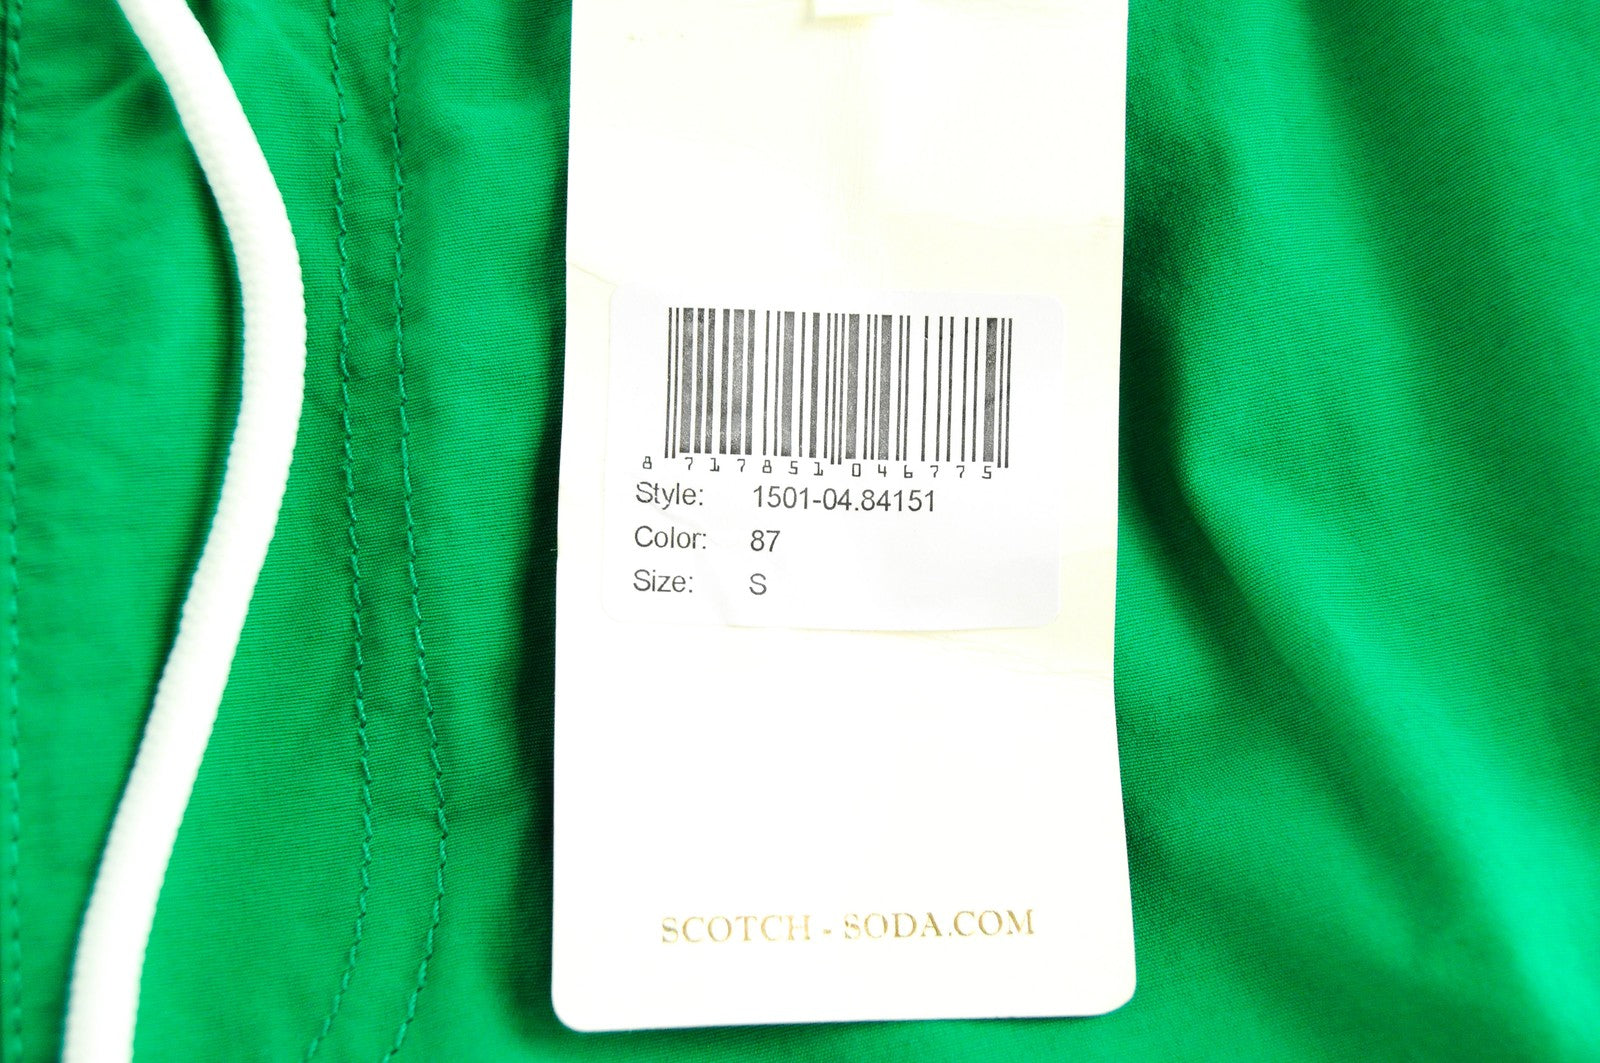 8 717851 046775
Style: 1501-04.84151
Color: 87
Size: S
SCOTCH - SODA.COM